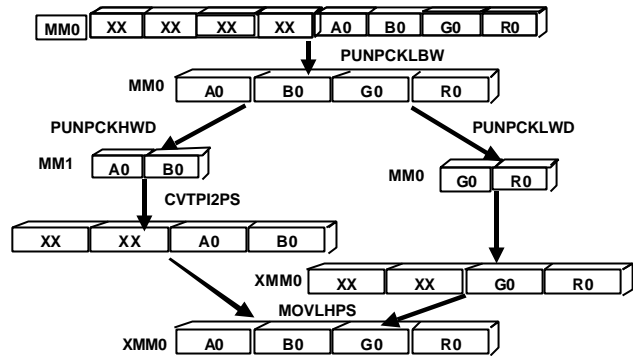 MM0 XX XX XX XX A0 B0 G0 R0
PUNPCKLBW
MM0 A0 B0 G0 R0
PUNPCKHWD PUNPCKLWD
MM1 A0 B0
MM0 G0 R0
CVTPI2PS
XX XX A0 B0
XMM0 XX XX G0 R0
MOVLHPS
XMM0 A0 B0 G0 R0